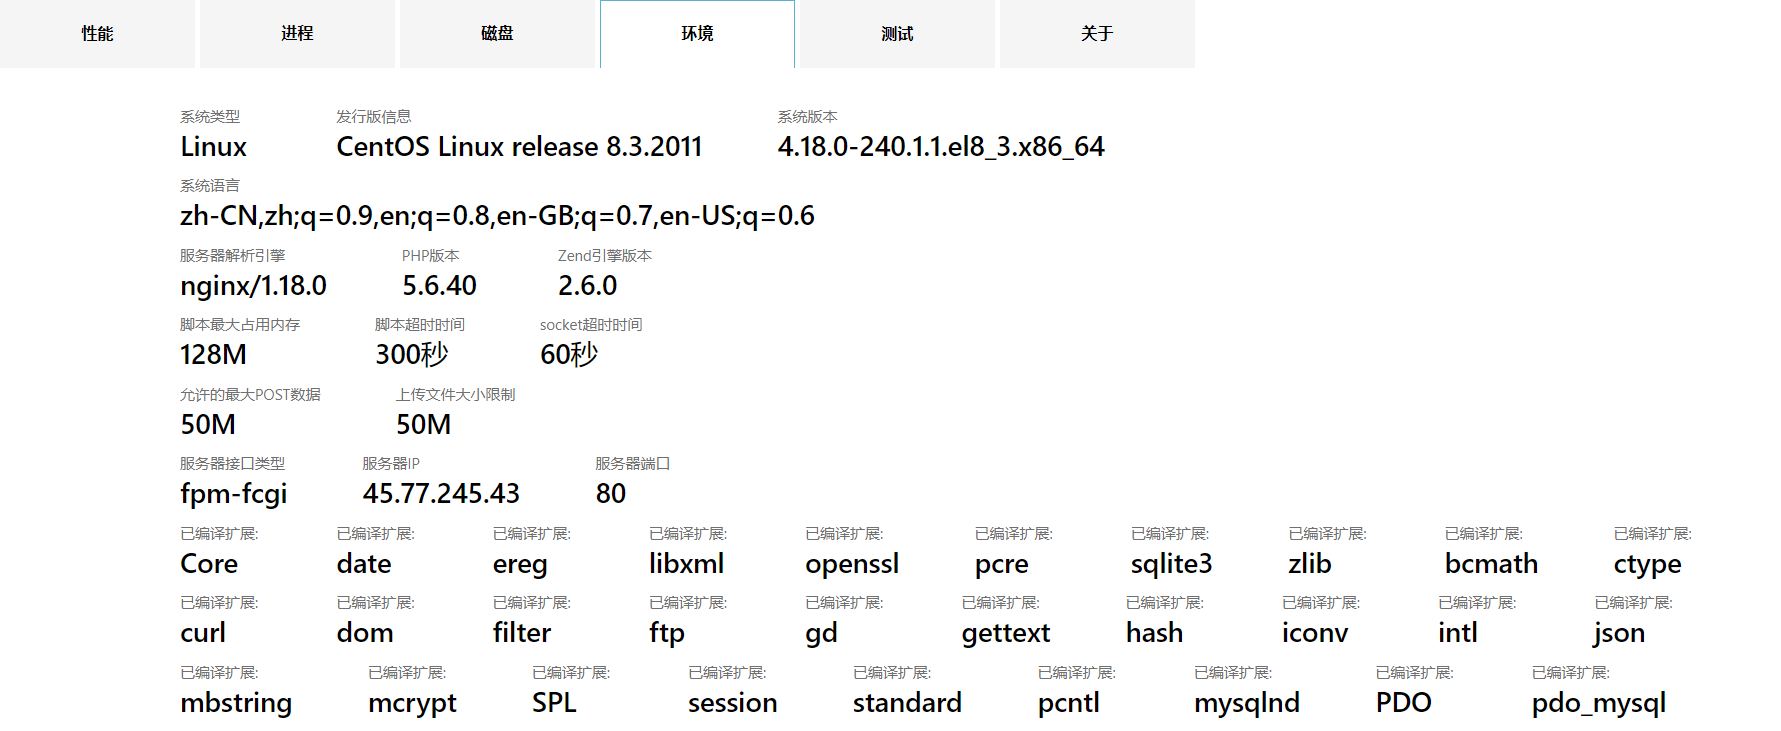 性能 进程 磁盘 环境 测试 关于
系统类型 发行版信息 系统版本
Linux CentOS Linux release 8.3.2011 4.18.0-240.1.1.el8_3.x86_64
系统语言
zh-CN,zh;q=0.9,en;q=0.8,en-GB;q=0.7,en-US;q=0.6
服务器解析引擎 PHP版本 Zend引擎版本
nginx/1.18.0 5.6.40 2.6.0
脚本最大占用内存 脚本超时时间 socket超时时间
128M 300秒 60秒
允许的最大POST数据 上传文件大小限制
50M 50M
服务器接口类型 服务器IP 服务器端口
fpm-fcgi 45.77.245.43 80
已编译扩展: 已编译扩展: 已编译扩展: 已编译扩展: 已编译扩展: 已编译扩展: 已编译扩展: 已编译扩展: 已编译扩展: 已编译扩展:
Core date ereg libxml openssl pcre sqlite3 zlib bcmath ctype
已编译扩展: 已编译扩展: 已编译扩展: 已编译扩展: 已编译扩展: 已编译扩展: 已编译扩展: 已编译扩展: 已编译扩展: 已编译扩展:
curl dom filter ftp gd gettext hash iconv intl json
已编译扩展: 已编译扩展: 已编译扩展: 已编译扩展: 已编译扩展: 已编译扩展: 已编译扩展: 已编译扩展: 已编译扩展:
mbstring mcrypt SPL session standard pcntl mysqlnd PDO pdo_mysql